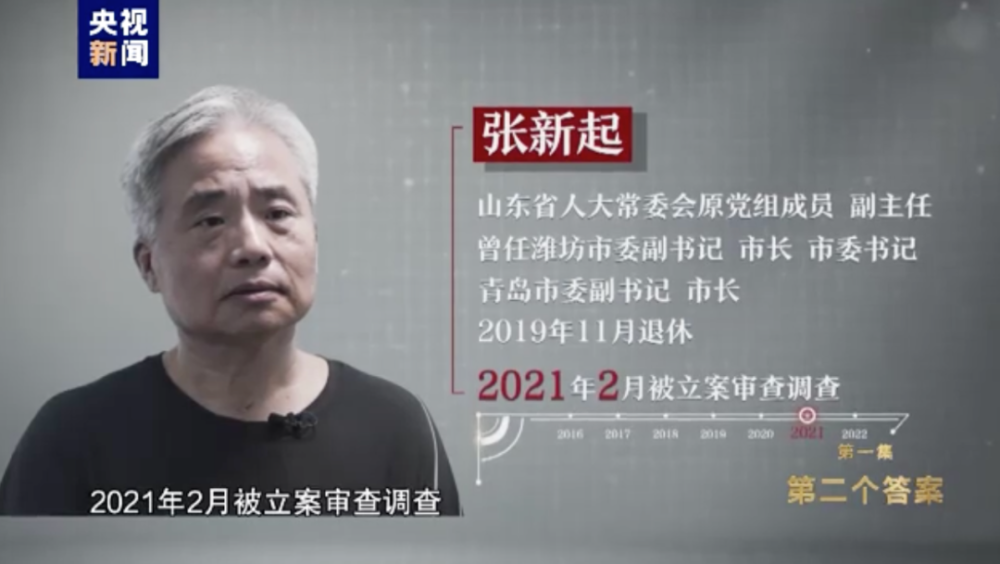 央视
新闻
张新起
山东省人大常委会原党组成员 副主任
曾任潍坊市委副书记 市长 市委书记
青岛市委副书记 市长
2019年11月退休
2021年2月被立案审查调查
2016 2017 2018 2019 2020 2021 2022
第一集
第二个答案
2021年2月被立案审查调查